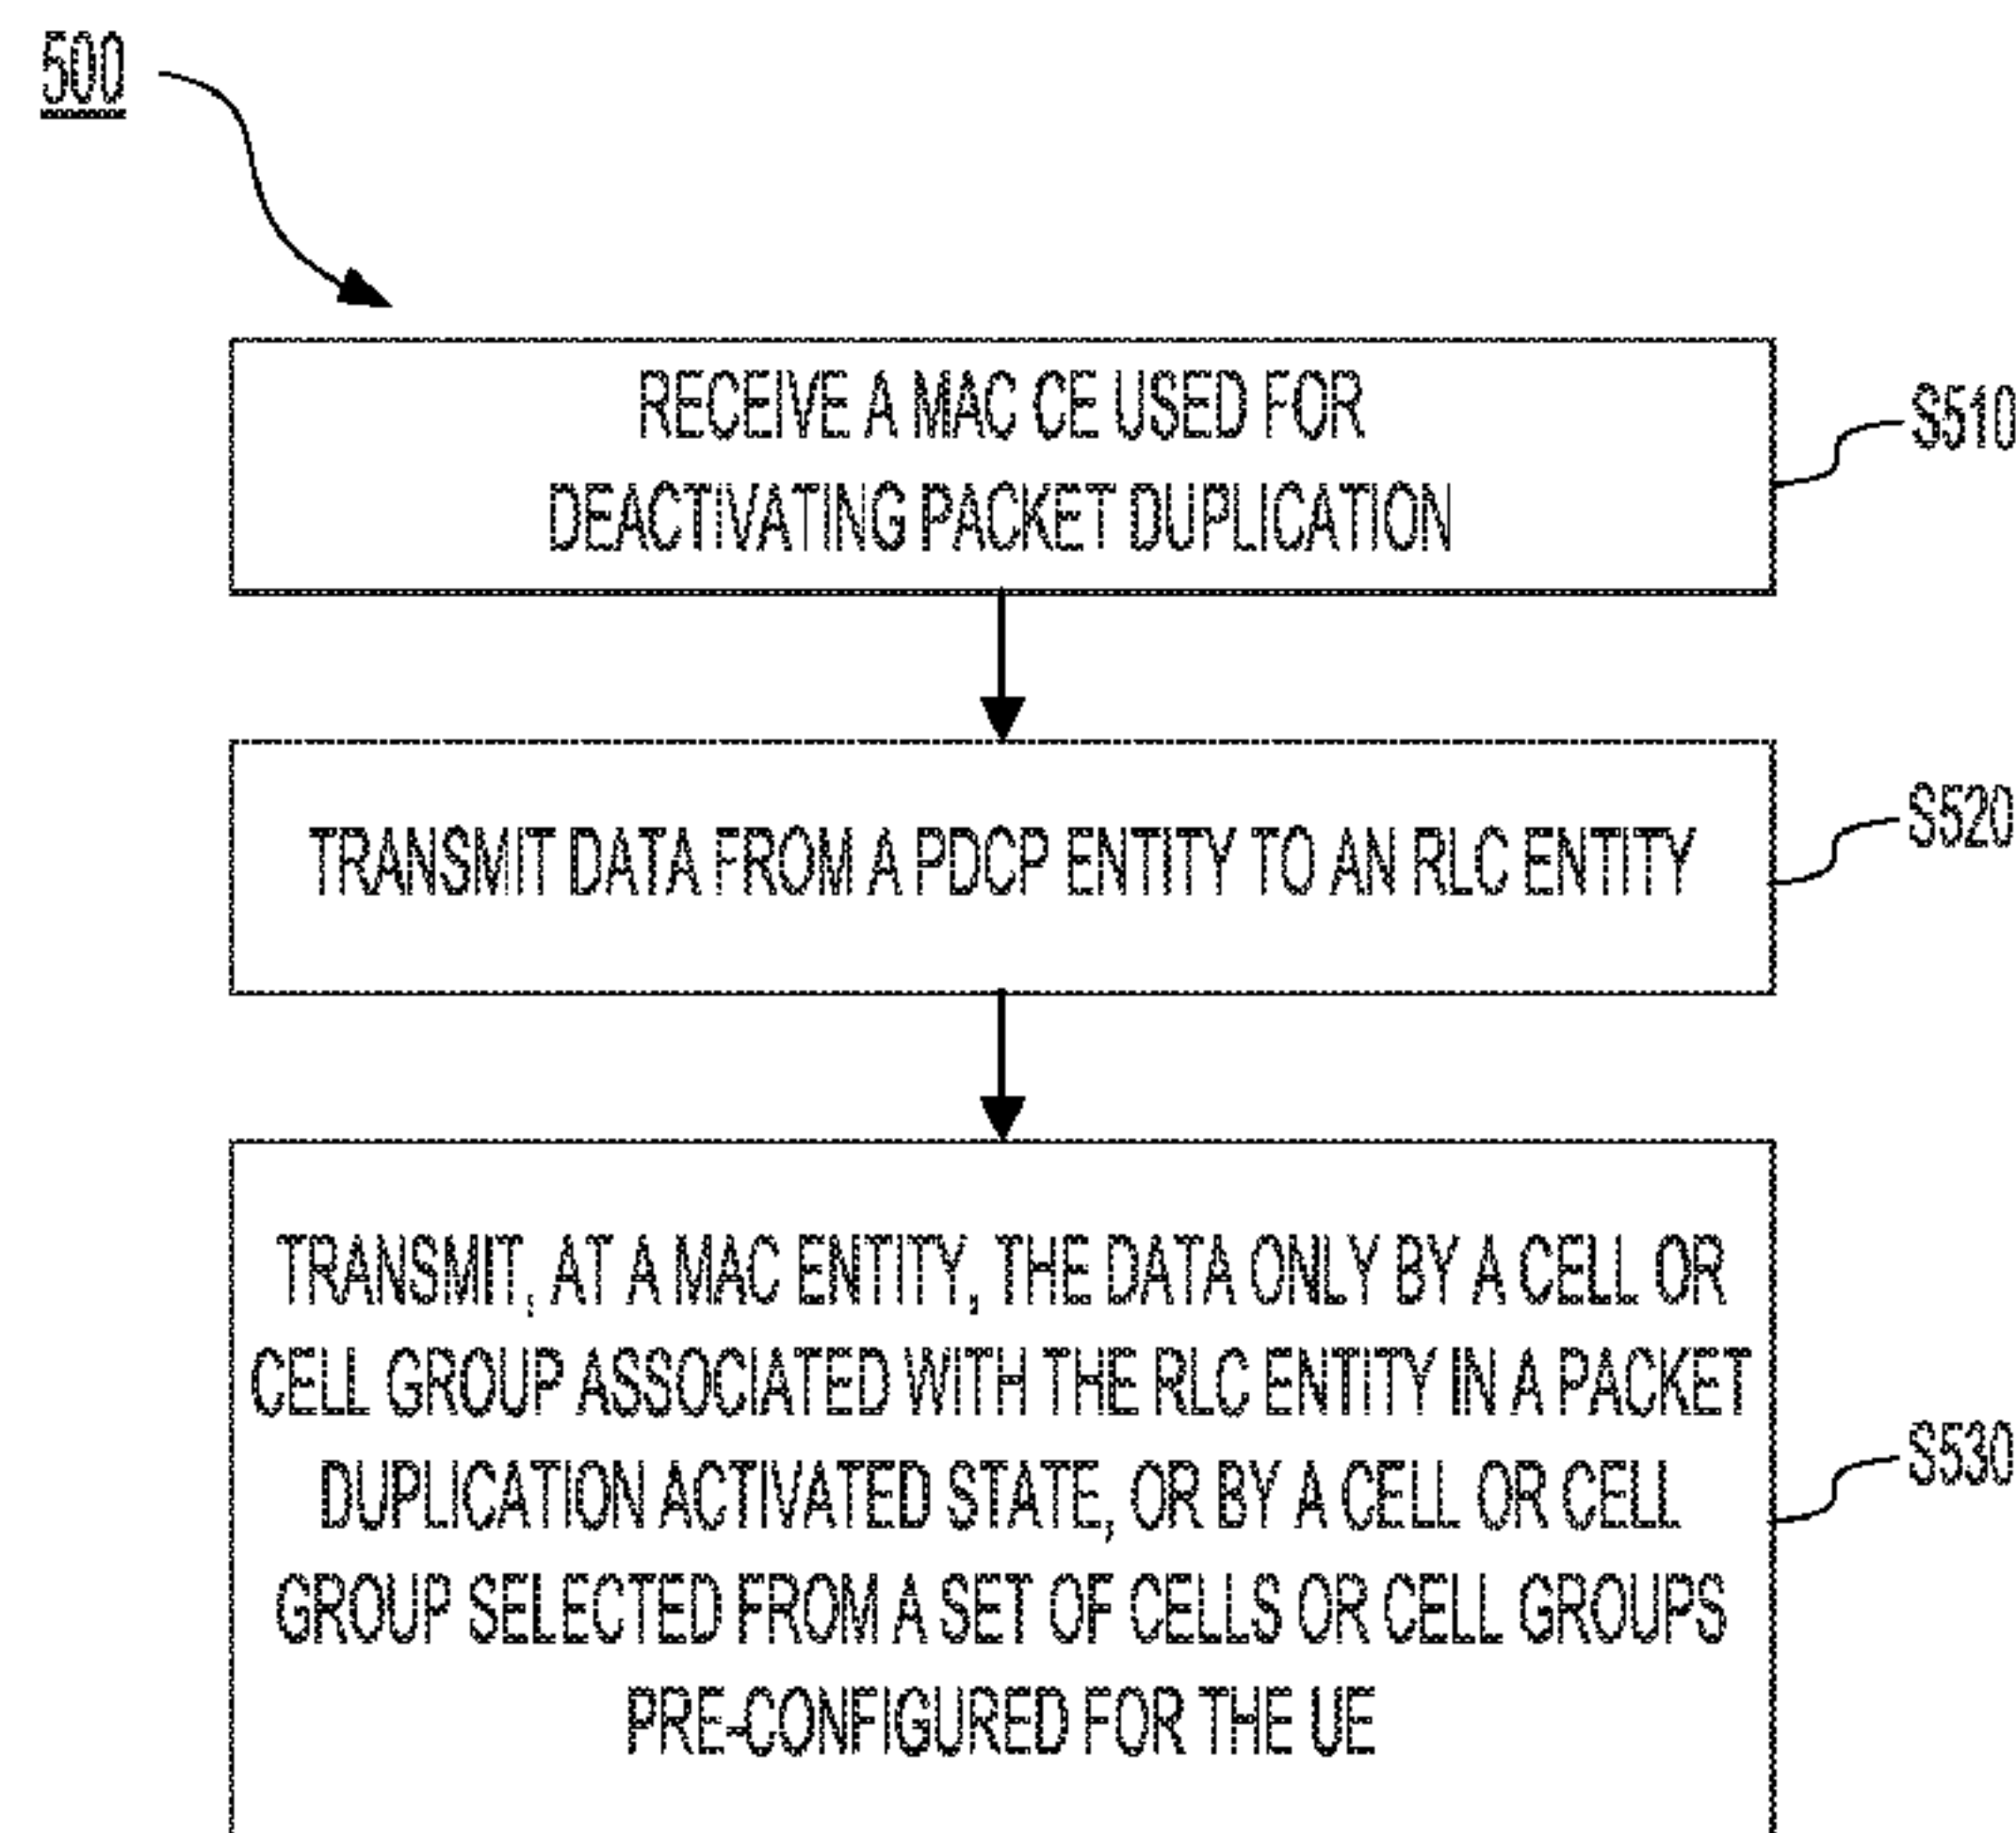 500
RECEIVE A MAC CE USED FOR
DEACTIVATING PACKET DUPLICATION
S510
TRANSMIT DATA FROM A PDCP ENTITY TO AN RLC ENTITY
S520
TRANSMIT, AT A MAC ENTITY, THE DATA ONLY BY A CELL OR
CELL GROUP ASSOCIATED WITH THE RLC ENTITY IN A PACKET
DUPLICATION ACTIVATED STATE, OR BY A CELL OR CELL
GROUP SELECTED FROM A SET OF CELLS OR CELL GROUPS
PRE-CONFIGURED FOR THE UE
S530